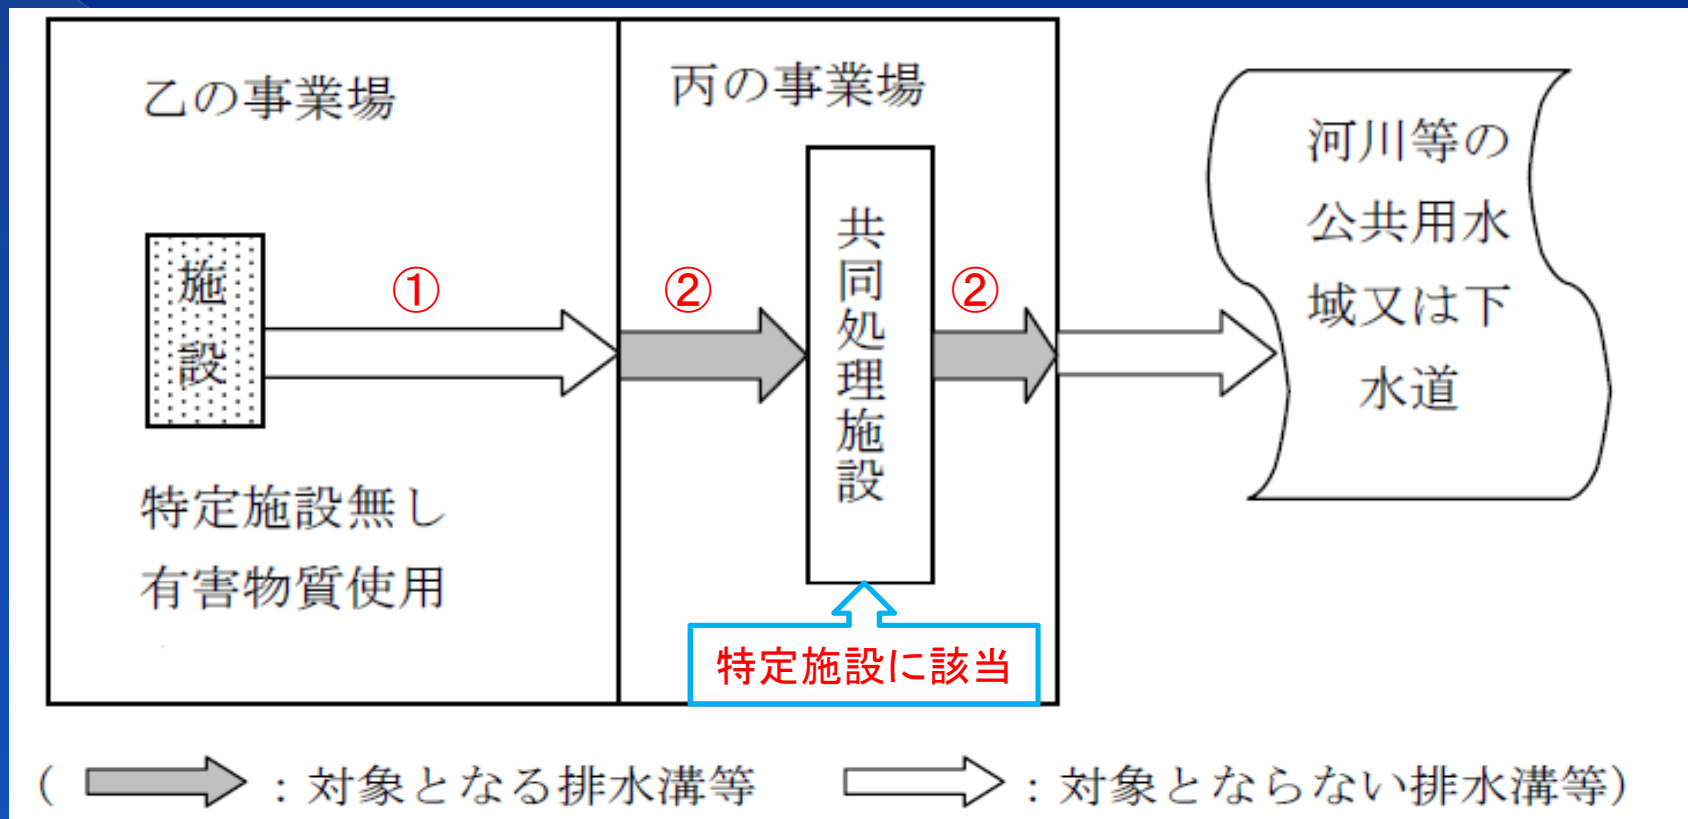 乙の事業場
丙の事業場
施設
①
②
共同処理施設
②
河川等の
公共用水
域又は下
水道
特定施設無し
有害物質使用
特定施設に該当
( :対象となる排水溝等 :対象とならない排水溝等)